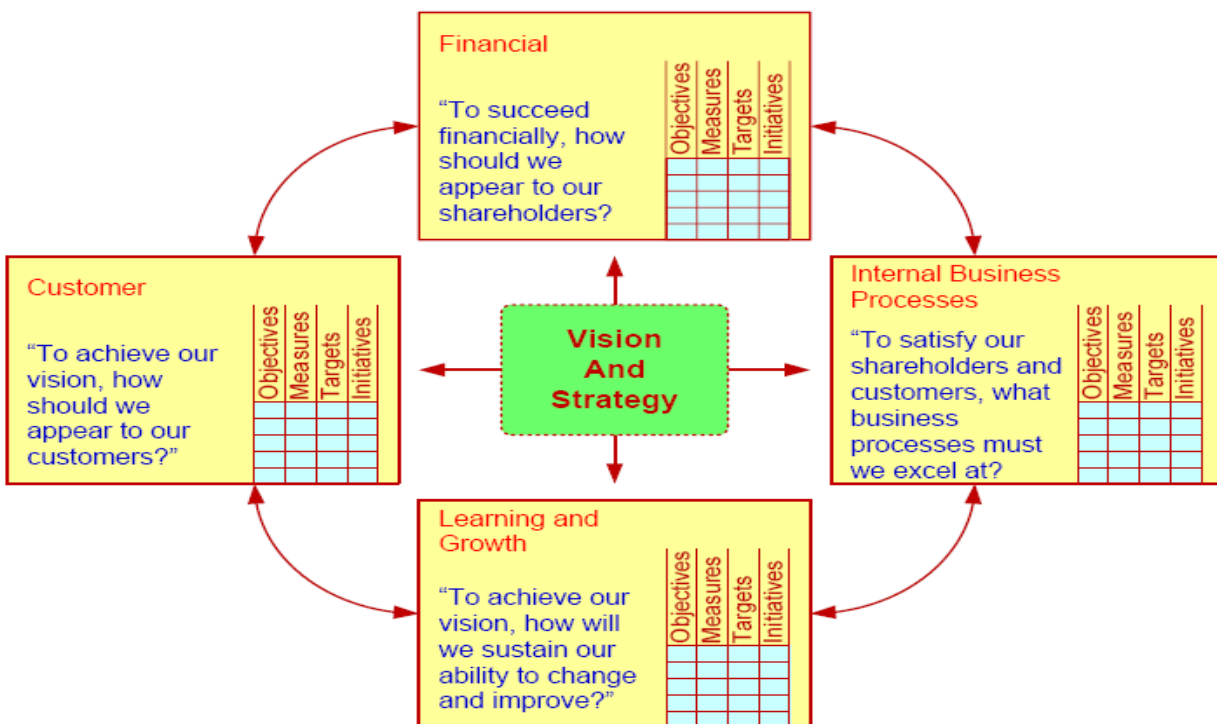 Financial
“To succeed
financially, how
should we
appear to our
shareholders?
Objectives
Measures
Targets
Initiatives
Customer
“To achieve our
vision, how
should we
appear to our
customers?”
Objectives
Measures
Targets
Initiatives
Vision
And
Strategy
Internal Business
Processes
“To satisfy our
shareholders and
customers, what
business
processes must
we excel at?
Objectives
Measures
Targets
Initiatives
Learning and
Growth
“To achieve our
vision, how will
we sustain our
ability to change
and improve?”
Objectives
Measures
Targets
Initiatives